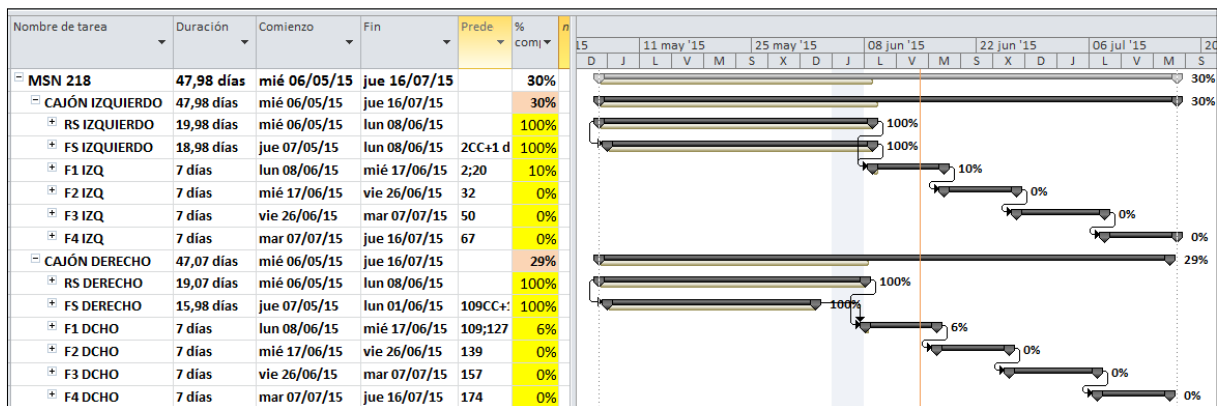 Nombre de tarea Duración Comienzo Fin Prede % comp n
15 11 may '15 25 may '15 08 jun '15 22 jun '15 06 jul '15 20
D J L V M S X D J L V M S X D J L V M S
MSN 218 47,98 días mié 06/05/15 jue 16/07/15 30% 30%
CAJÓN IZQUIERDO 47,98 días mié 06/05/15 jue 16/07/15 30% 30%
RS IZQUIERDO 19,98 días mié 06/05/15 lun 08/06/15 100% 100%
FS IZQUIERDO 18,98 días jue 07/05/15 lun 08/06/15 2CC+1 d 100% 100%
F1 IZQ 7 días lun 08/06/15 mié 17/06/15 2;20 10% 10%
F2 IZQ 7 días mié 17/06/15 vie 26/06/15 32 0% 0%
F3 IZQ 7 días vie 26/06/15 mar 07/07/15 50 0% 0%
F4 IZQ 7 días mar 07/07/15 jue 16/07/15 67 0% 0%
CAJÓN DERECHO 47,07 días mié 06/05/15 jue 16/07/15 29% 29%
RS DERECHO 19,07 días mié 06/05/15 lun 08/06/15 100% 100%
FS DERECHO 15,98 días jue 07/05/15 lun 01/06/15 109CC+1 100% 100%
F1 DCHO 7 días lun 08/06/15 mié 17/06/15 109;127 6% 6%
F2 DCHO 7 días mié 17/06/15 vie 26/06/15 139 0% 0%
F3 DCHO 7 días vie 26/06/15 mar 07/07/15 157 0% 0%
F4 DCHO 7 días mar 07/07/15 jue 16/07/15 174 0% 0%